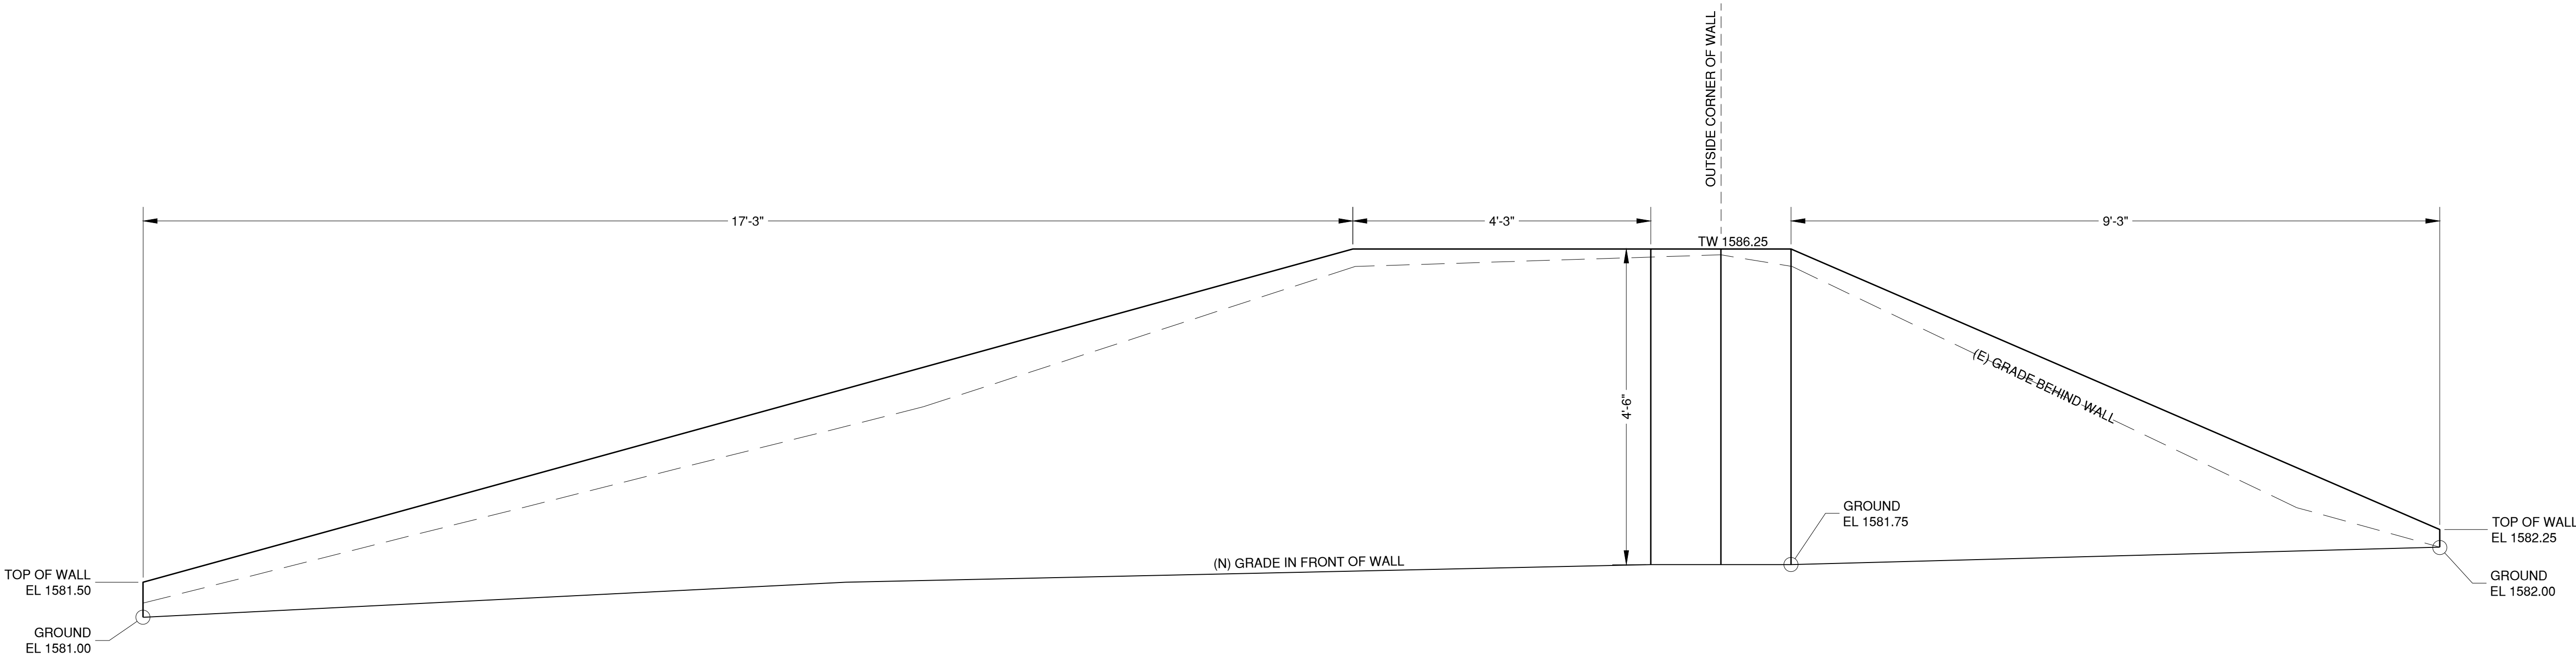 OUTSIDE CORNER OF WALL
17'-3"
4'-3"
9'-3"
TW 1586.25
(E) GRADE BEHIND WALL
4'-6"
GROUND
EL 1581.75
TOP OF WALL
EL 1582.25
(N) GRADE IN FRONT OF WALL
TOP OF WALL
EL 1581.50
GROUND
EL 1582.00
GROUND
EL 1581.00